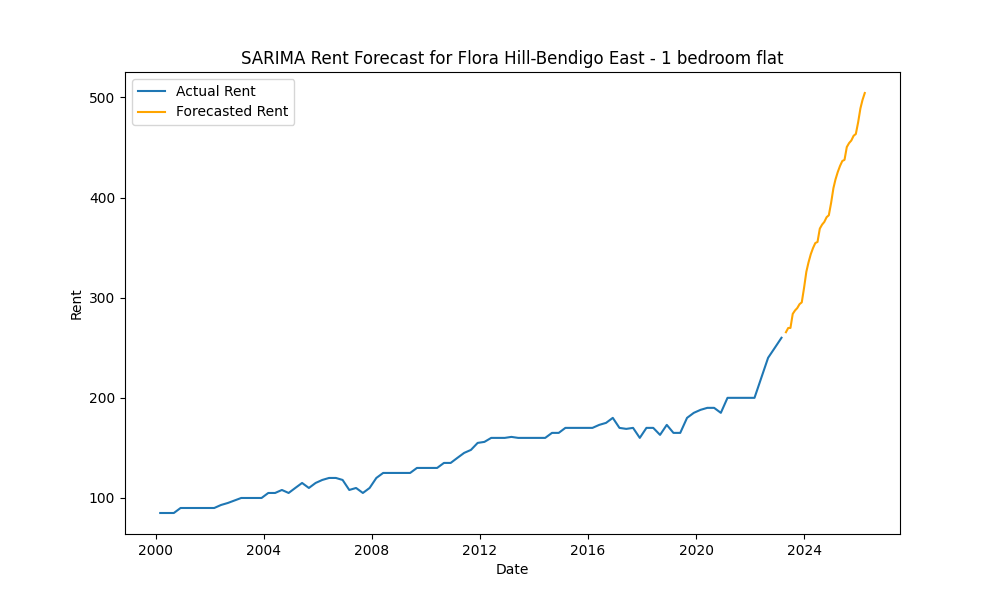 SARIMA Rent Forecast for Flora Hill-Bendigo East - 1 bedroom flat
Actual Rent
Forecasted Rent
500
400
300
200
100
Rent
2000 2004 2008 2012 2016 2020 2024
Date